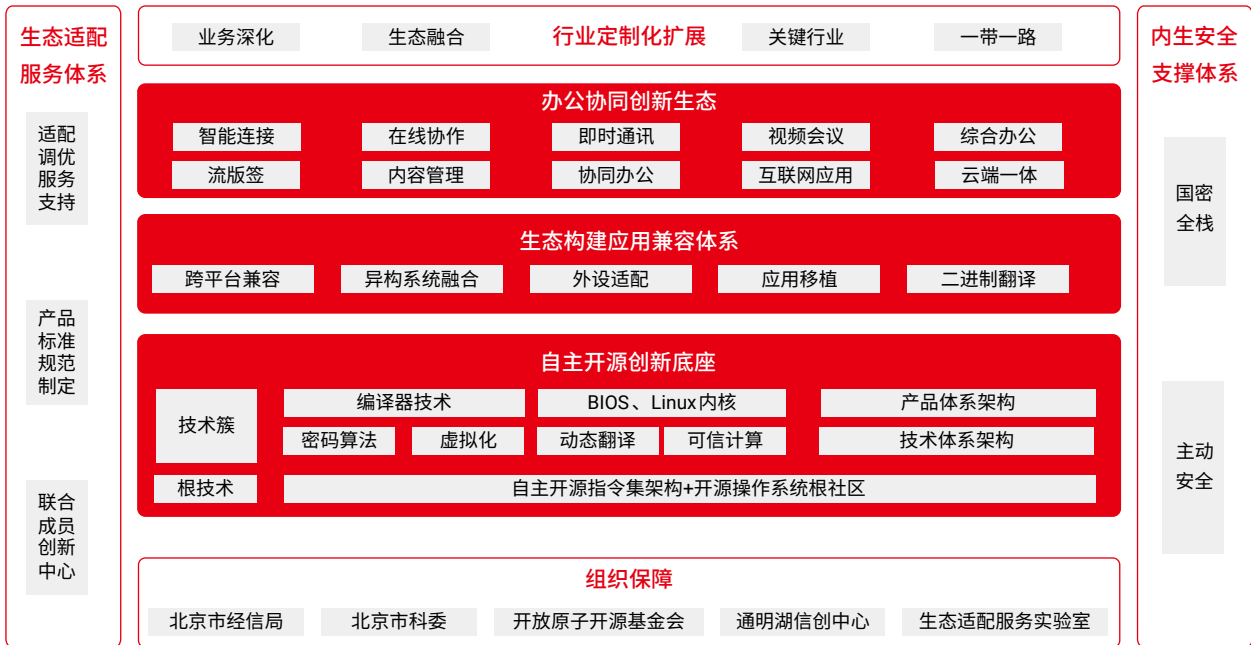 生态适配
服务体系
适配
调优
服务
支持
产品
标准
规范
制定
联合
成员
创新
中心
业务深化 生态融合 行业定制化扩展 关键行业 一带一路
办公协同创新生态
智能连接 在线协作 即时通讯 视频会议 综合办公
流版签 内容管理 协同办公 互联网应用 云端一体
生态构建应用兼容体系
跨平台兼容 异构系统融合 外设适配 应用移植 二进制翻译
自主开源创新底座
技术簇
编译器技术 BIOS、Linux内核 产品体系架构
密码算法 虚拟化 动态翻译 可信计算 技术体系架构
根技术 自主开源指令集架构+开源操作系统根社区
组织保障
北京市经信局 北京市科委 开放原子开源基金会 通明湖信创中心 生态适配服务实验室
内生安全
支撑体系
国密
全栈
主动
安全